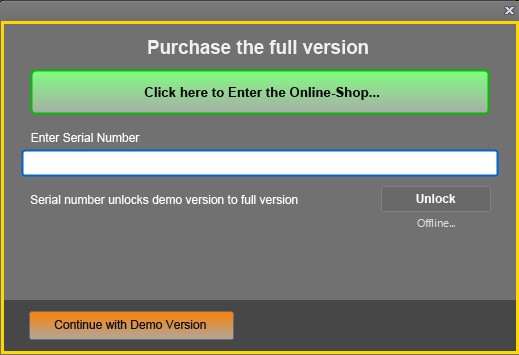 Purchase the full version
Click here to Enter the Online-Shop...
Enter Serial Number
Serial number unlocks demo version to full version
Unlock
Offline...
Continue with Demo Version